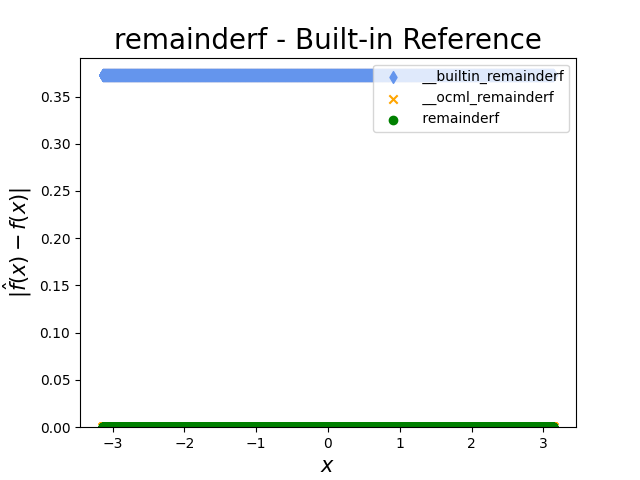 remainderf - Built-in Reference
__builtin_remainderf
__ocml_remainderf
remainderf
|f̂(x) − f(x)|
0.35
0.30
0.25
0.20
0.15
0.10
0.05
0.00
−3 −2 −1 0 1 2 3
x